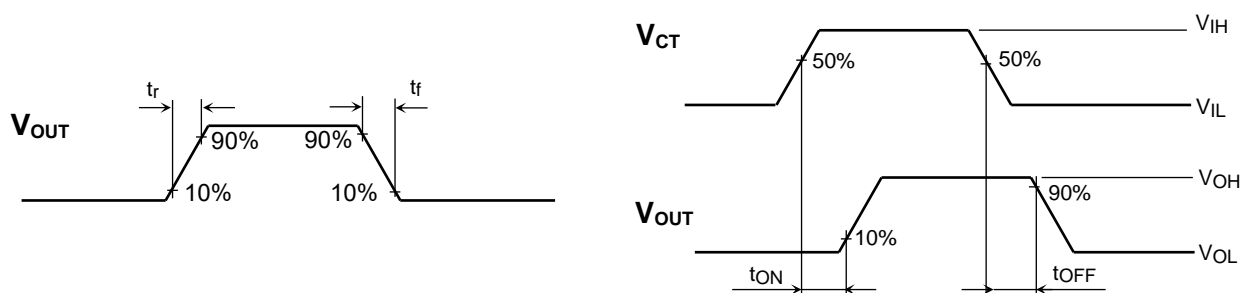 tr
tf
VOUT
90%
90%
10%
10%
VCT
VIH
50%
50%
VIL
VOH
90%
VOUT
10%
VOL
tON
tOFF